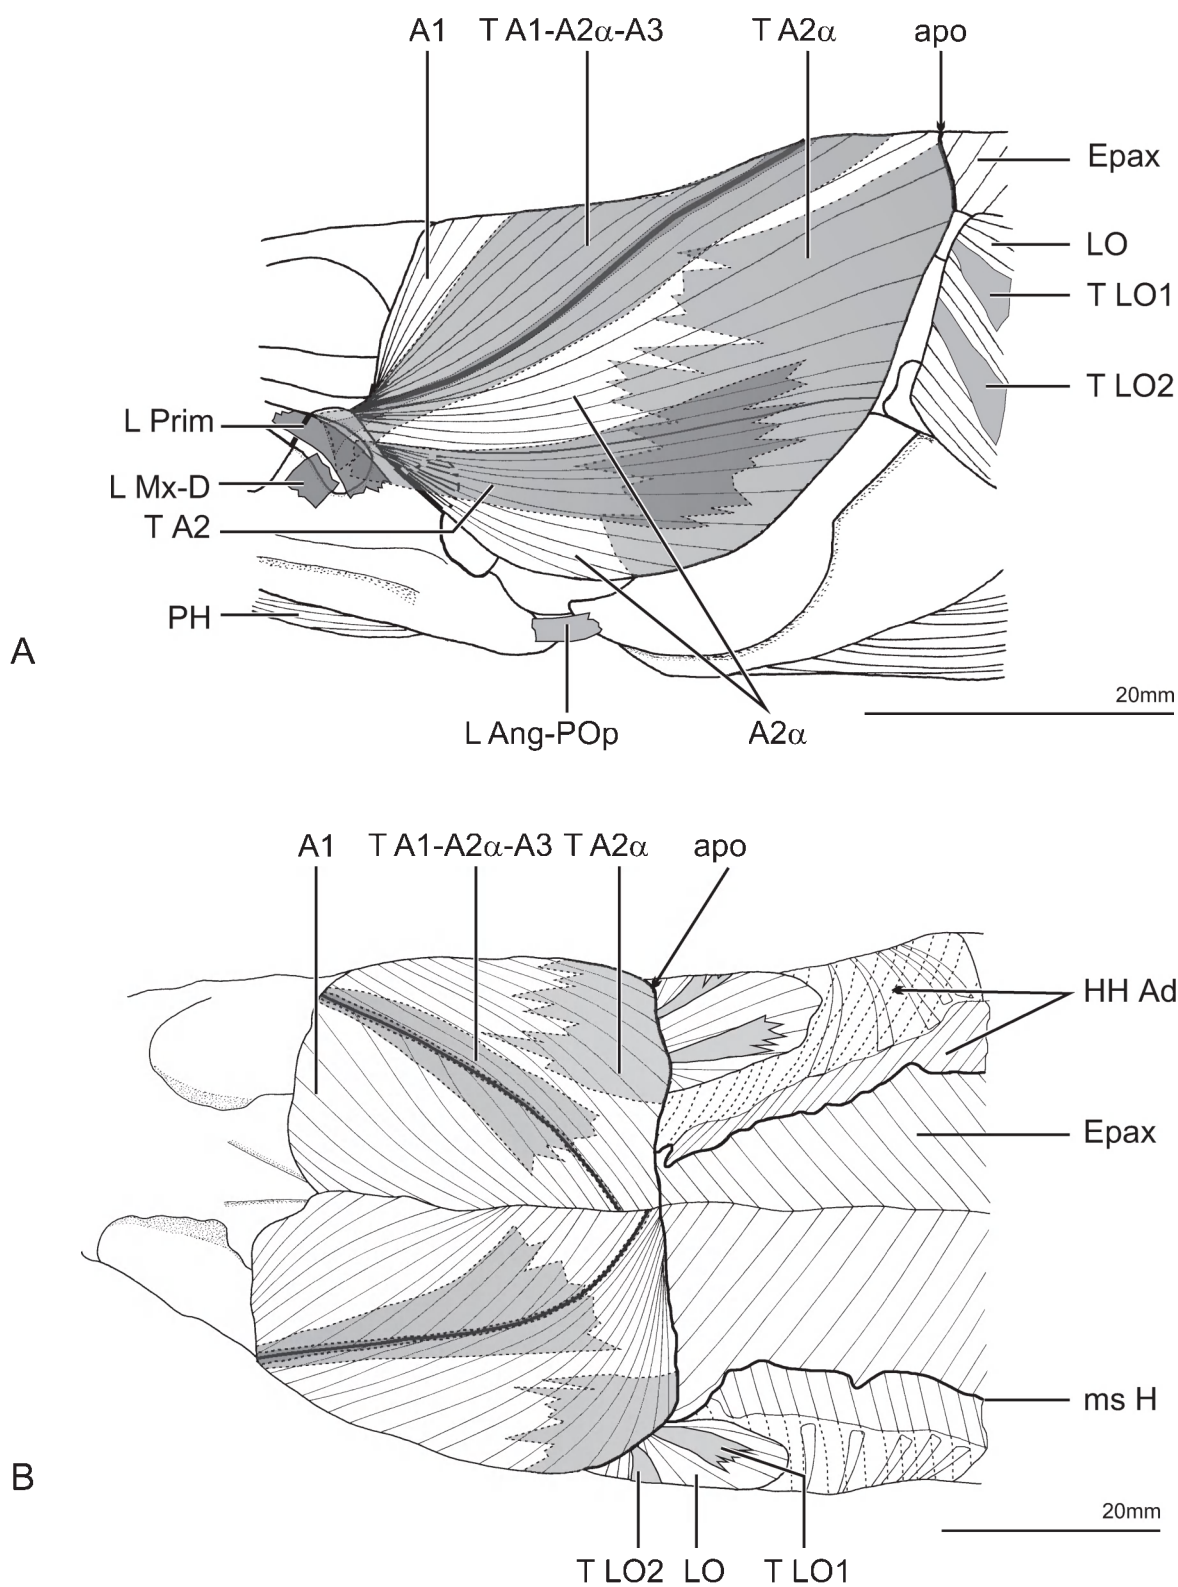 A1 T A1-A2α-A3 T A2α apo
Epax
LO
T LO1
T LO2
L Prim
L Mx-D
T A2
PH
A
20mm
L Ang-POp A2α
A1 T A1-A2α-A3 T A2α apo
HH Ad
Epax
ms H
B
20mm
T LO2 LO T LO1